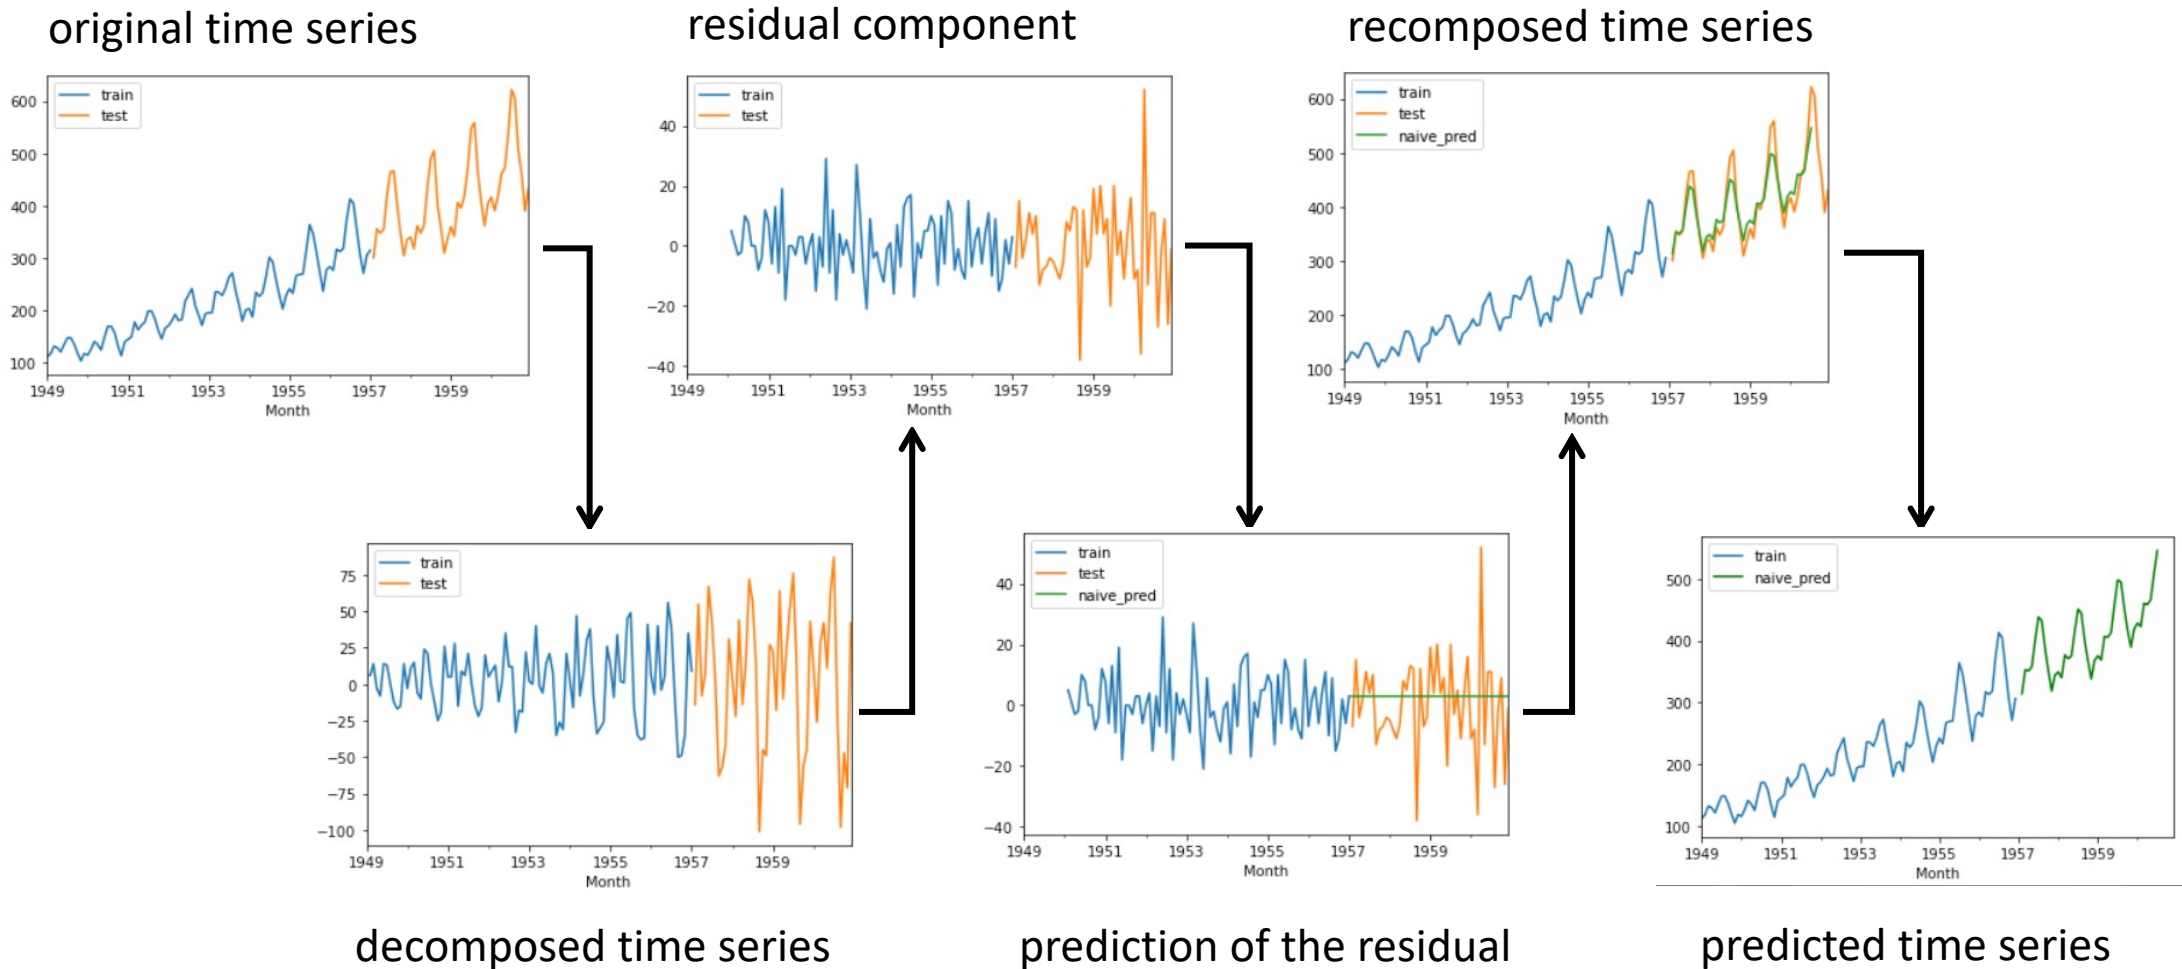 original time series
residual component
recomposed time series
train
test
600
500
400
300
200
100
1949 1951 1953 1955 1957 1959
Month
train
test
40
20
0
−20
−40
1949 1951 1953 1955 1957 1959
Month
train
test
naive_pred
600
500
400
300
200
100
1949 1951 1953 1955 1957 1959
Month
train
test
75
50
25
0
−25
−50
−75
−100
1949 1951 1953 1955 1957 1959
Month
train
test
naive_pred
40
20
0
−20
−40
1949 1951 1953 1955 1957 1959
Month
train
naive_pred
500
400
300
200
100
1949 1951 1953 1955 1957 1959
Month
decomposed time series
prediction of the residual
predicted time series